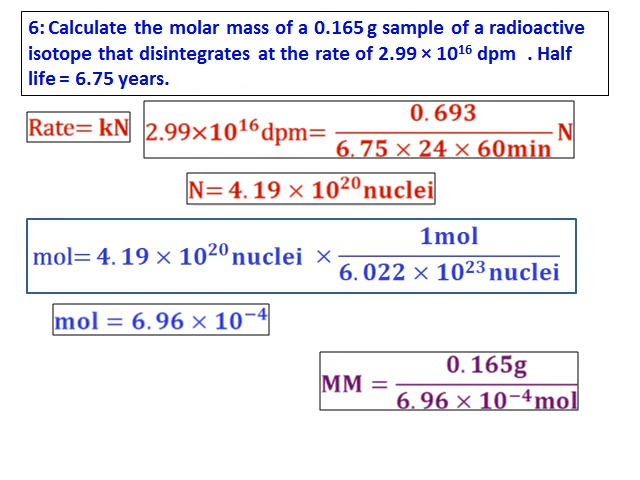 6: Calculate the molar mass of a 0.165 g sample of a radioactive
isotope that disintegrates at the rate of 2.99 × 10¹⁶ dpm . Half
life = 6.75 years.
Rate= kN
2.99×10¹⁶dpm= 0.693 / 6.75 × 24 × 60min N
N= 4.19 × 10²⁰nuclei
mol= 4.19 × 10²⁰nuclei × 1mol / 6.022 × 10²³nuclei
mol = 6.96 × 10⁻⁴
MM = 0.165g / 6.96 × 10⁻⁴mol